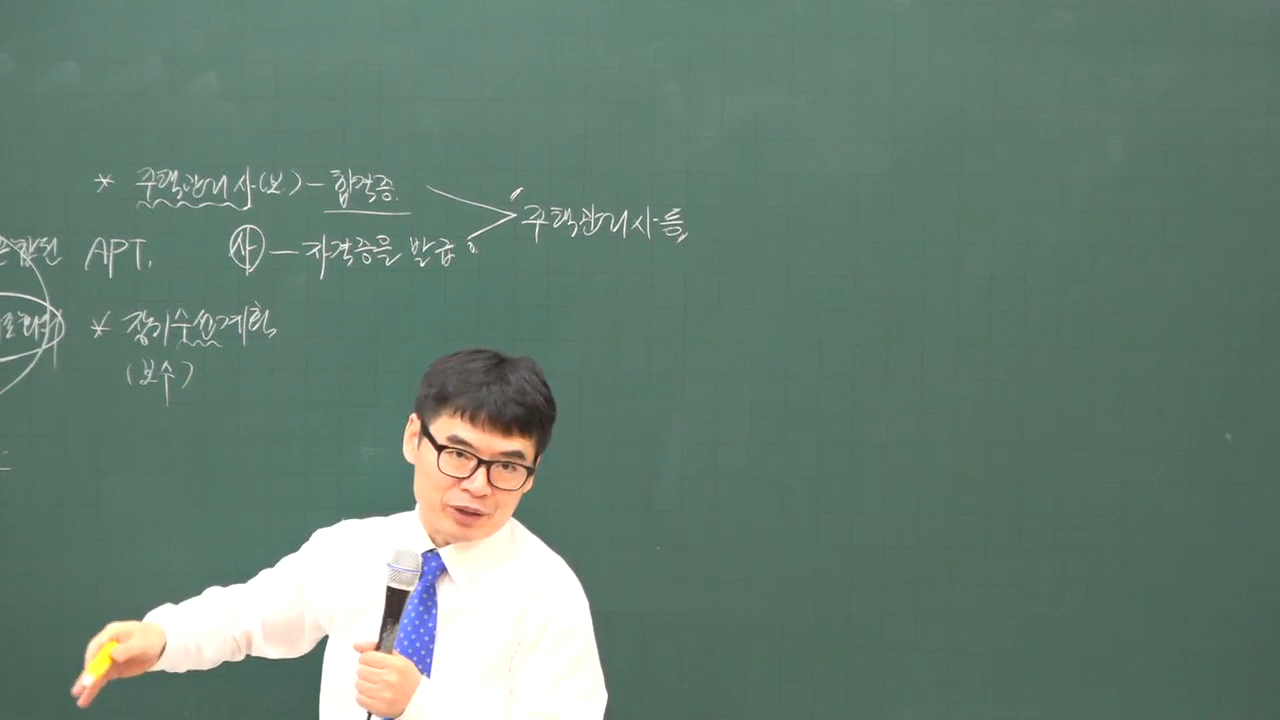 * 주택관리사(보) - 합격증.
사 - 자격증을 발급.
"주택관리사등"
APT.
* 장기수선계획
(보수)